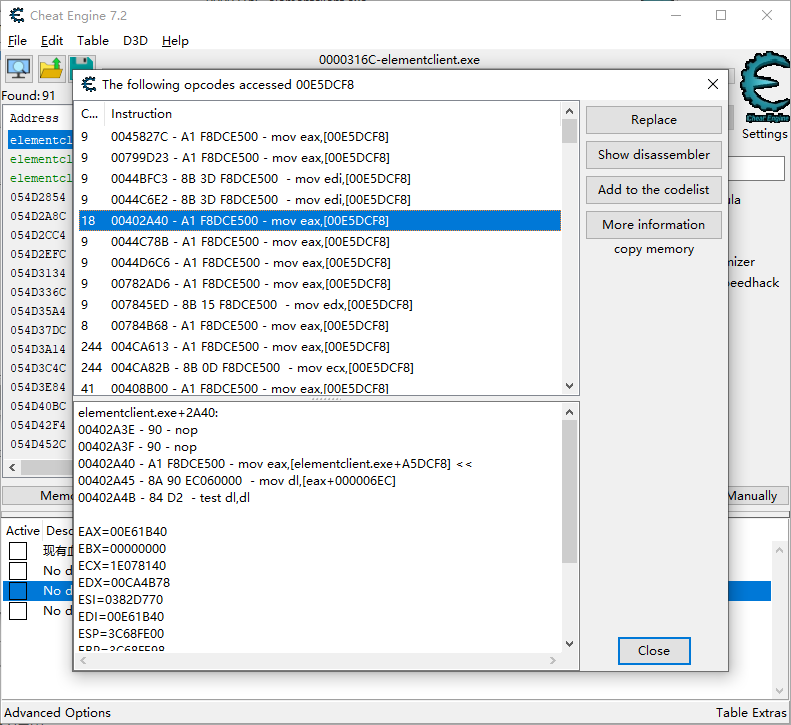 Cheat Engine 7.2
File Edit Table D3D Help
0000316C-elementclient.exe
Found: 91
Address
elementcl
elementcl
elementcl
054D2854
054D2A8C
054D2CC4
054D2EFC
054D3134
054D336C
054D35A4
054D37DC
054D3A14
054D3C4C
054D3E84
054D40BC
054D42F4
054D452C
Cheat Engine
Settings
The following opcodes accessed 00E5DCF8
C... Instruction
9 0045827C - A1 F8DCE500 - mov eax,[00E5DCF8]
9 00799D23 - A1 F8DCE500 - mov eax,[00E5DCF8]
9 0044BFC3 - 8B 3D F8DCE500 - mov edi,[00E5DCF8]
9 0044C6E2 - 8B 3D F8DCE500 - mov edi,[00E5DCF8]
18 00402A40 - A1 F8DCE500 - mov eax,[00E5DCF8]
9 0044C78B - A1 F8DCE500 - mov eax,[00E5DCF8]
9 0044D6C6 - A1 F8DCE500 - mov eax,[00E5DCF8]
9 00782AD6 - A1 F8DCE500 - mov eax,[00E5DCF8]
9 007845ED - 8B 15 F8DCE500 - mov edx,[00E5DCF8]
8 00784B68 - A1 F8DCE500 - mov eax,[00E5DCF8]
244 004CA613 - A1 F8DCE500 - mov eax,[00E5DCF8]
244 004CA82B - 8B 0D F8DCE500 - mov ecx,[00E5DCF8]
41 00408B00 - A1 F8DCE500 - mov eax,[00E5DCF8]
Replace
Show disassembler
Add to the codelist
More information
copy memory
elementclient.exe+2A40:
00402A3E - 90 - nop
00402A3F - 90 - nop
00402A40 - A1 F8DCE500 - mov eax,[elementclient.exe+A5DCF8] <<
00402A45 - 8A 90 EC060000 - mov dl,[eax+000006EC]
00402A4B - 84 D2 - test dl,dl
EAX=00E61B40
EBX=00000000
ECX=1E078140
EDX=00CA4B78
ESI=0382D770
EDI=00E61B40
ESP=3C68FE00
EBP=3C68FE98
Close
ula
nizer
peedhack
Memo
Manually
Active Desc
现有血
No d
No d
No d
Advanced Options
Table Extras